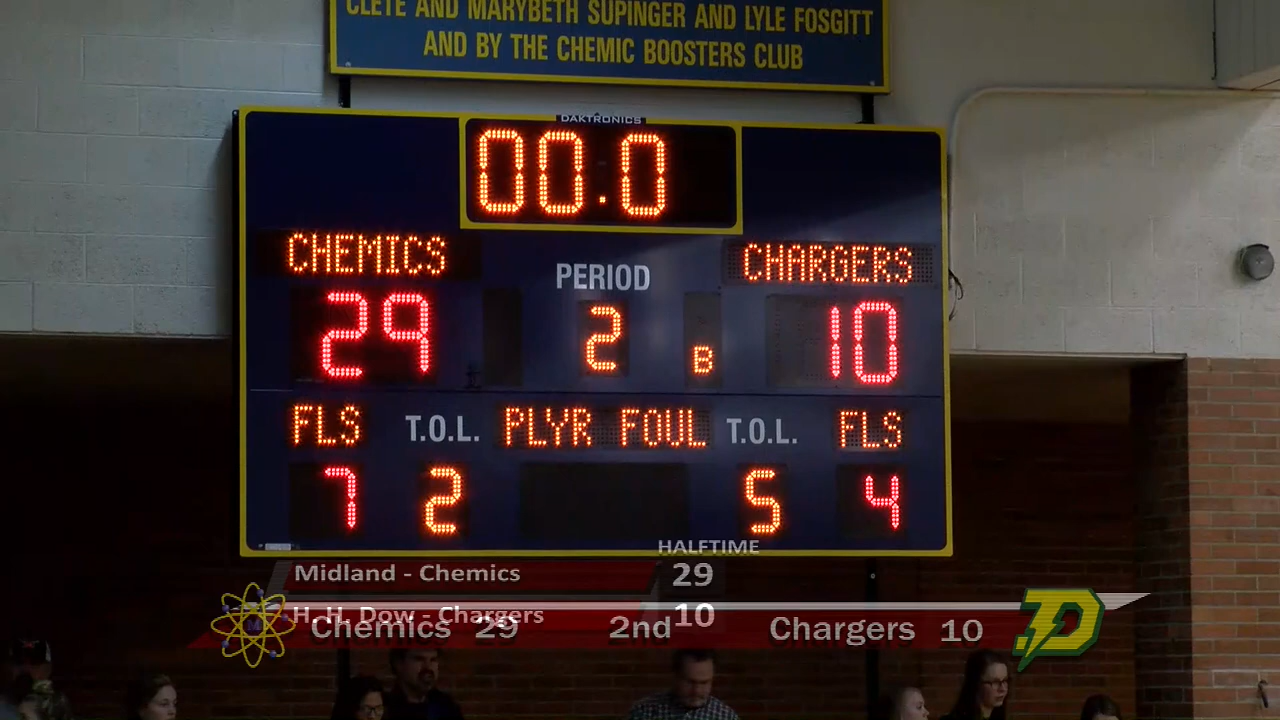 CLETE AND MARYBETH SUPINGER AND LYLE FOSGITT
AND BY THE CHEMIC BOOSTERS CLUB
DAKTRONICS
00.0
CHEMICS
CHARGERS
PERIOD
29
2
B
10
FLS
T.O.L.
PLYR FOUL
T.O.L.
FLS
7
2
5
4
HALFTIME
Midland - Chemics
29
H. H. Dow - Chargers
10
Chemics 29 2nd Chargers 10
D